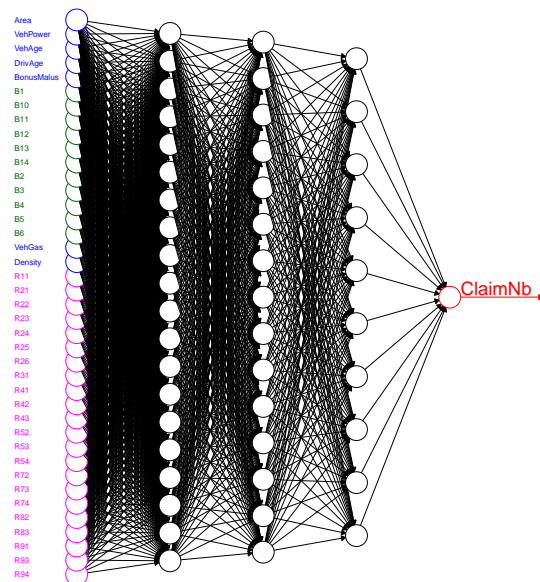 Area
VehPower
VehAge
DrivAge
BonusMalus
B1
B10
B11
B12
B13
B14
B2
B3
B4
B5
B6
VehGas
Density
R11
R21
R22
R23
R24
R25
R26
R31
R41
R42
R43
R52
R53
R54
R72
R73
R74
R82
R83
R91
R93
R94
ClaimNb